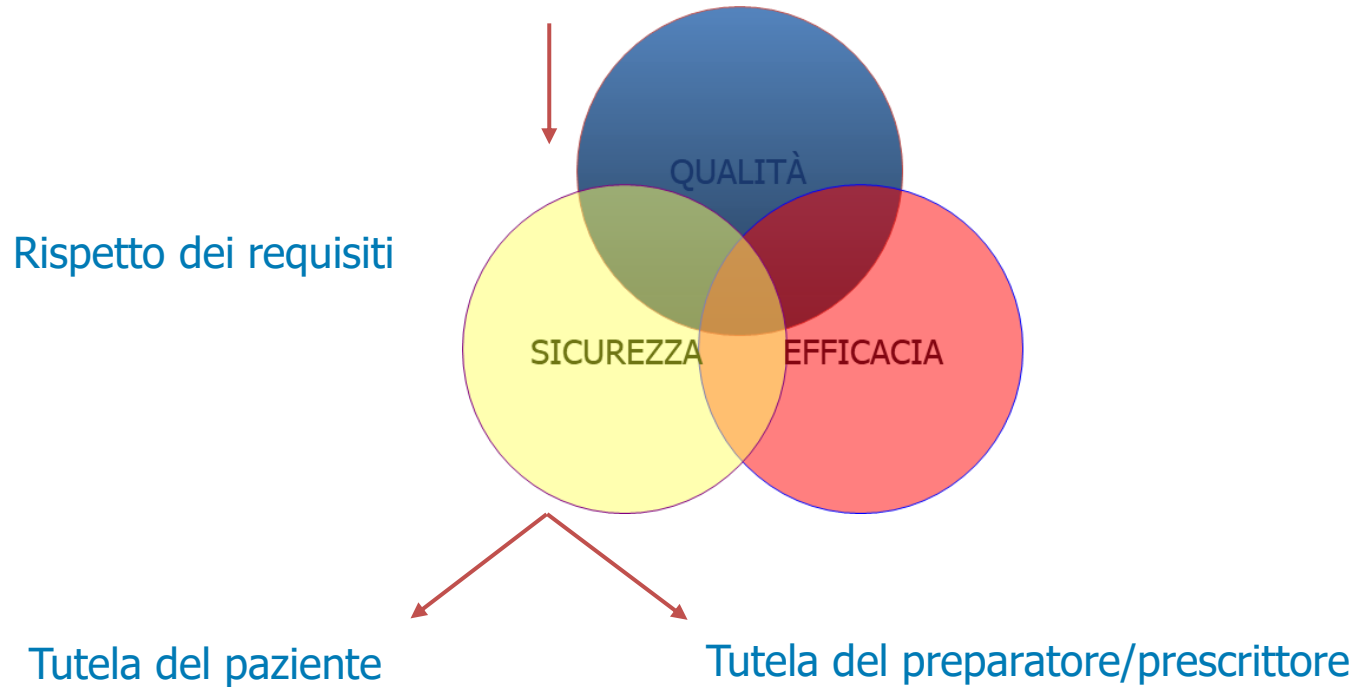 QUALITÀ
Rispetto dei requisiti
SICUREZZA
EFFICACIA
Tutela del paziente
Tutela del preparatore/prescrittore